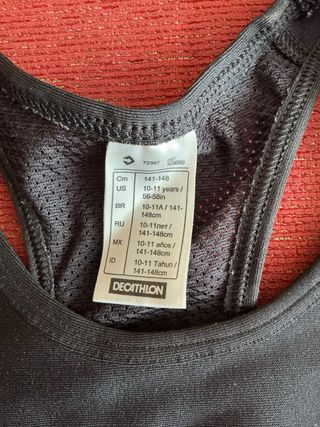 72367
Cm 141-148
US 10-11 years /
56-58in
BR 10-11A / 141-
148cm
RU 10-11лет /
141-148cm
MX 10-11 años /
141-148cm
ID 10-11 Tahun /
141-148cm
DECATHLON